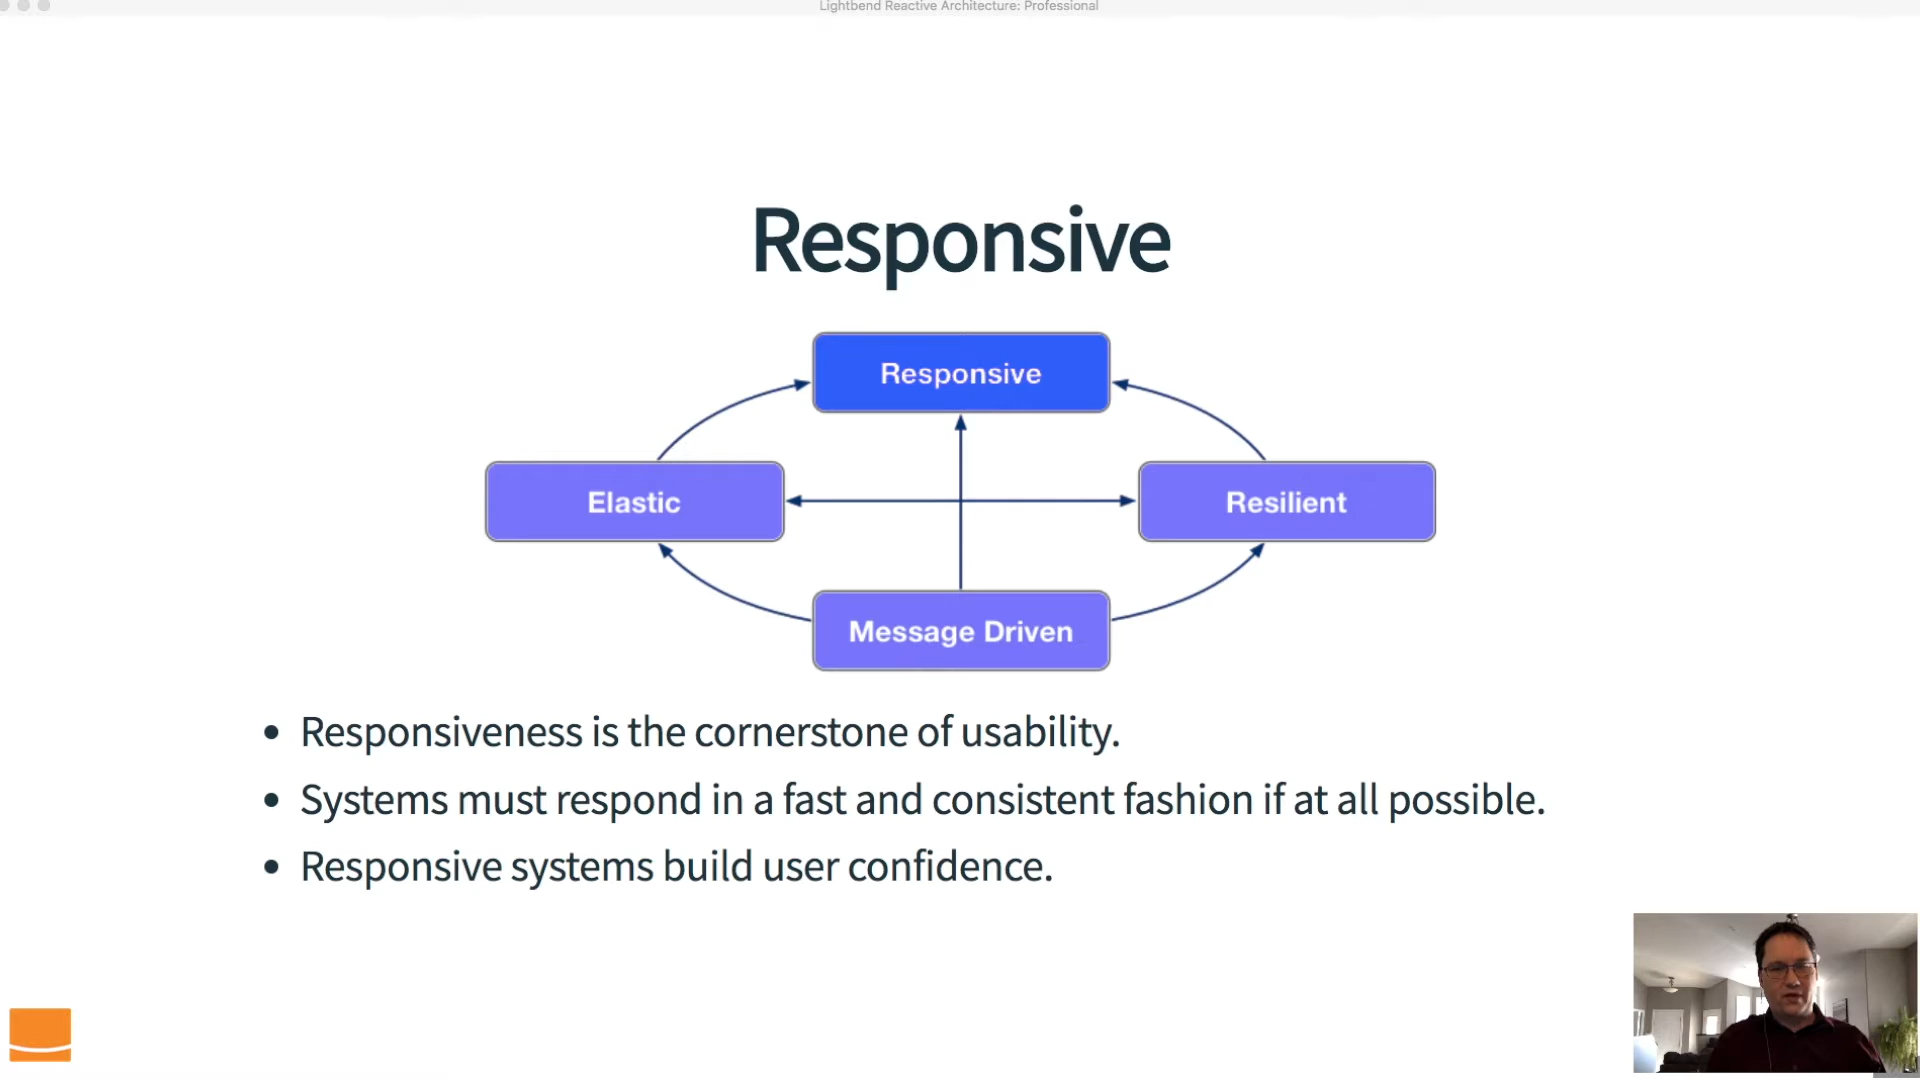 Lightbend Reactive Architecture: Professional
Responsive
Responsive
Elastic
Resilient
Message Driven
• Responsiveness is the cornerstone of usability.
• Systems must respond in a fast and consistent fashion if at all possible.
• Responsive systems build user confidence.